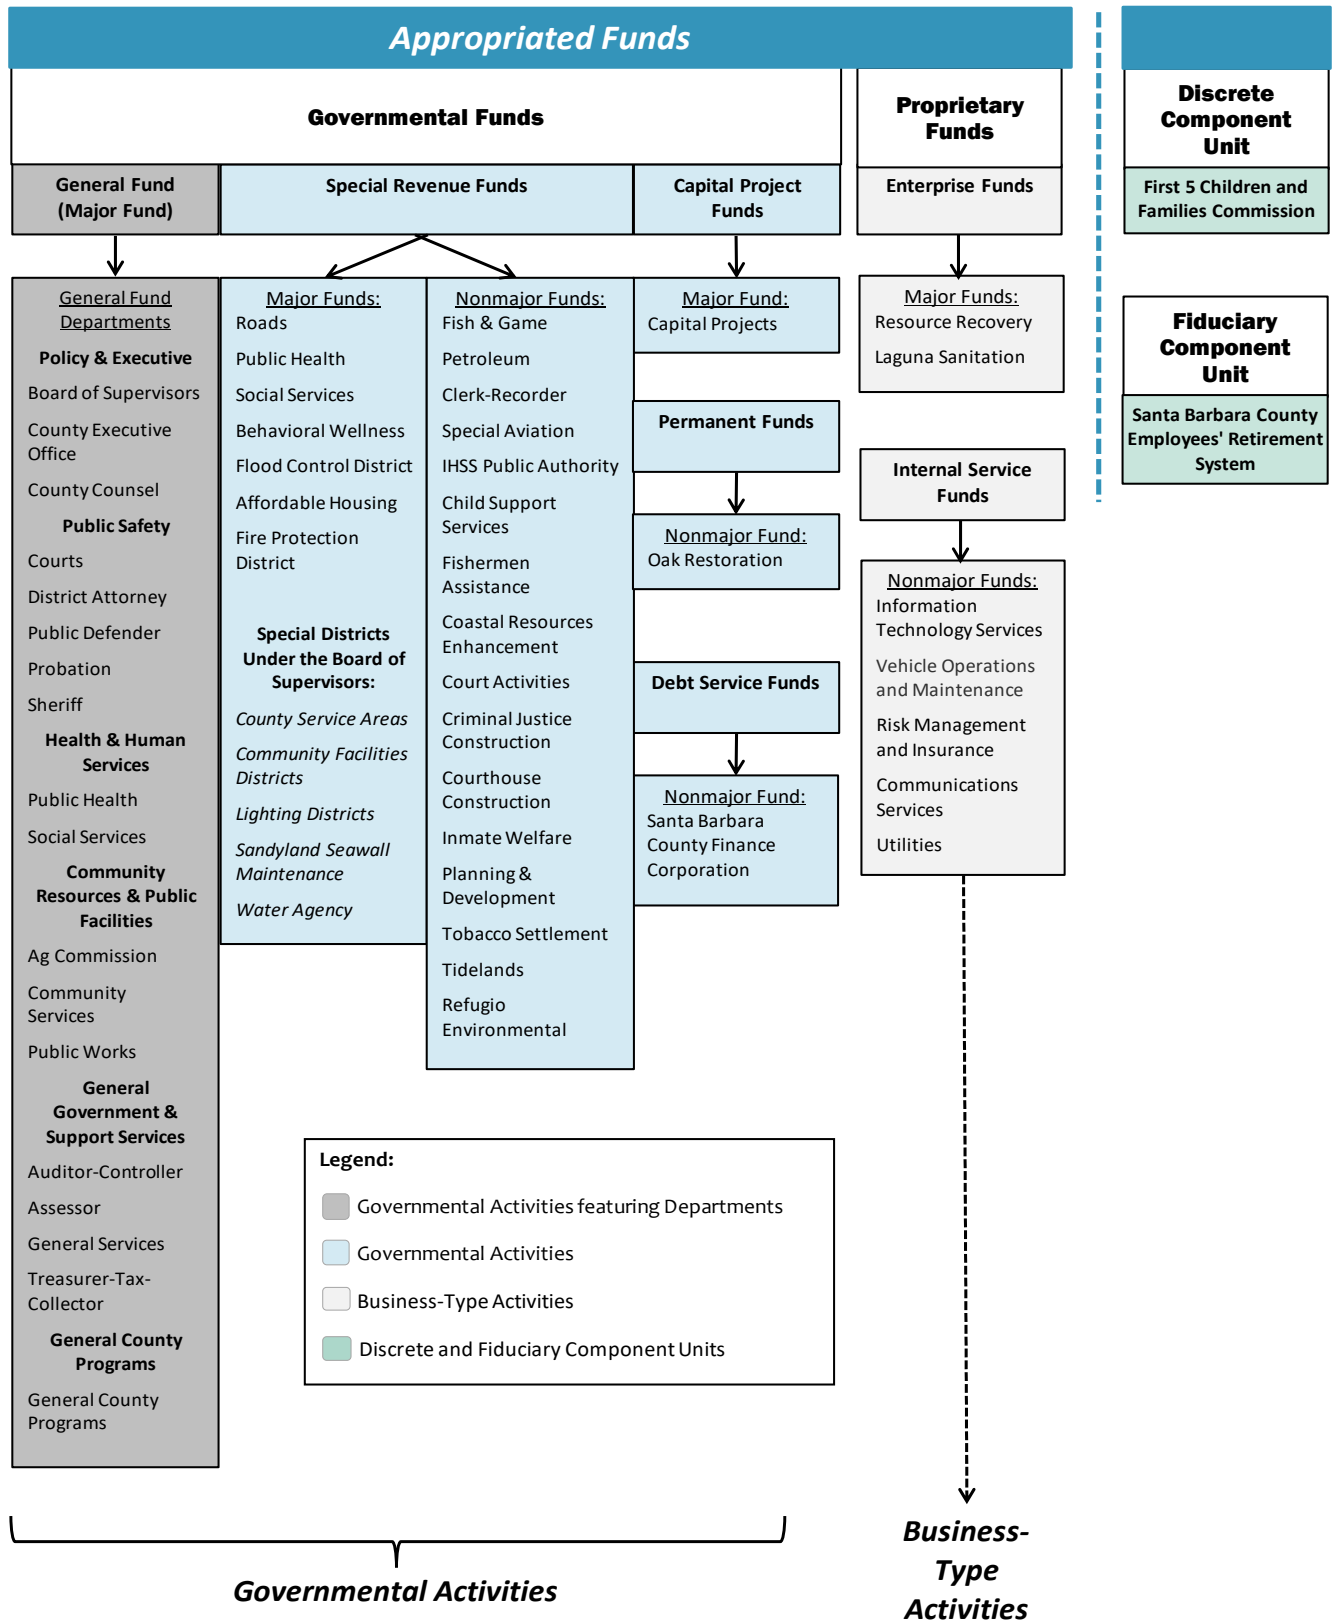 Appropriated Funds
Governmental Funds
Proprietary
Funds
Discrete
Component
Unit
General Fund
(Major Fund)
Special Revenue Funds
Capital Project
Funds
Enterprise Funds
First 5 Children and
Families Commission
General Fund
Departments
Policy & Executive
Board of Supervisors
County Executive
Office
County Counsel
Public Safety
Courts
District Attorney
Public Defender
Probation
Sheriff
Health & Human
Services
Public Health
Social Services
Community
Resources & Public
Facilities
Ag Commission
Community
Services
Public Works
General
Government &
Support Services
Auditor-Controller
Assessor
General Services
Treasurer-Tax-
Collector
General County
Programs
General County
Programs
Major Funds:
Roads
Public Health
Social Services
Behavioral Wellness
Flood Control District
Affordable Housing
Fire Protection
District
Special Districts
Under the Board of
Supervisors:
County Service Areas
Community Facilities
Districts
Lighting Districts
Sandyland Seawall
Maintenance
Water Agency
Nonmajor Funds:
Fish & Game
Petroleum
Clerk-Recorder
Special Aviation
IHSS Public Authority
Child Support
Services
Fishermen
Assistance
Coastal Resources
Enhancement
Court Activities
Criminal Justice
Construction
Courthouse
Construction
Inmate Welfare
Planning &
Development
Tobacco Settlement
Tidelands
Refugio
Environmental
Major Fund:
Capital Projects
Permanent Funds
Nonmajor Fund:
Oak Restoration
Debt Service Funds
Nonmajor Fund:
Santa Barbara
County Finance
Corporation
Major Funds:
Resource Recovery
Laguna Sanitation
Internal Service
Funds
Nonmajor Funds:
Information
Technology Services
Vehicle Operations
and Maintenance
Risk Management
and Insurance
Communications
Services
Utilities
Fiduciary
Component
Unit
Santa Barbara County
Employees' Retirement
System
Legend:
Governmental Activities featuring Departments
Governmental Activities
Business-Type Activities
Discrete and Fiduciary Component Units
Governmental Activities
Business-
Type
Activities